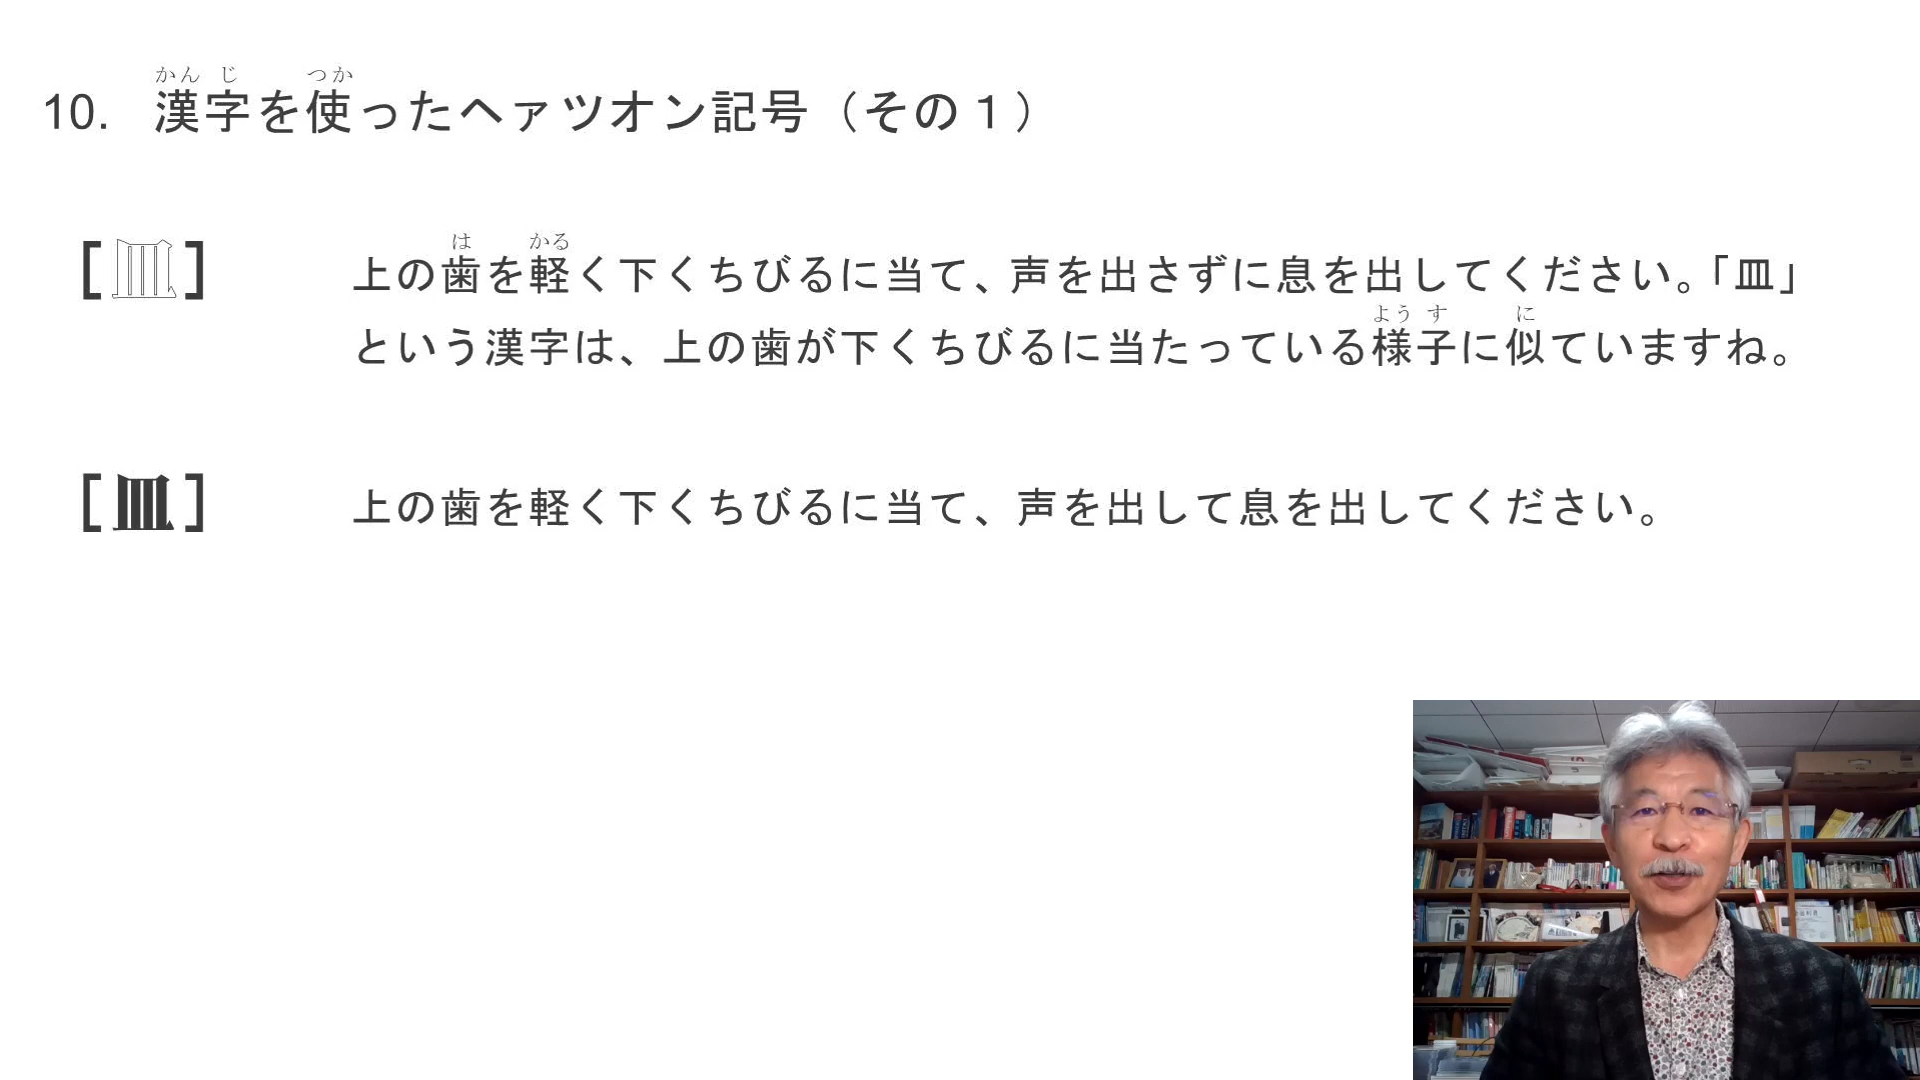 かん じ つか
10. 漢字を使ったヘァツオン記号（その１）
は かる
[皿] 上の歯を軽く下くちびるに当て、声を出さずに息を出してください。「皿」
よう す に
という漢字は、上の歯が下くちびるに当たっている様子に似ていますね。
[皿] 上の歯を軽く下くちびるに当て、声を出して息を出してください。